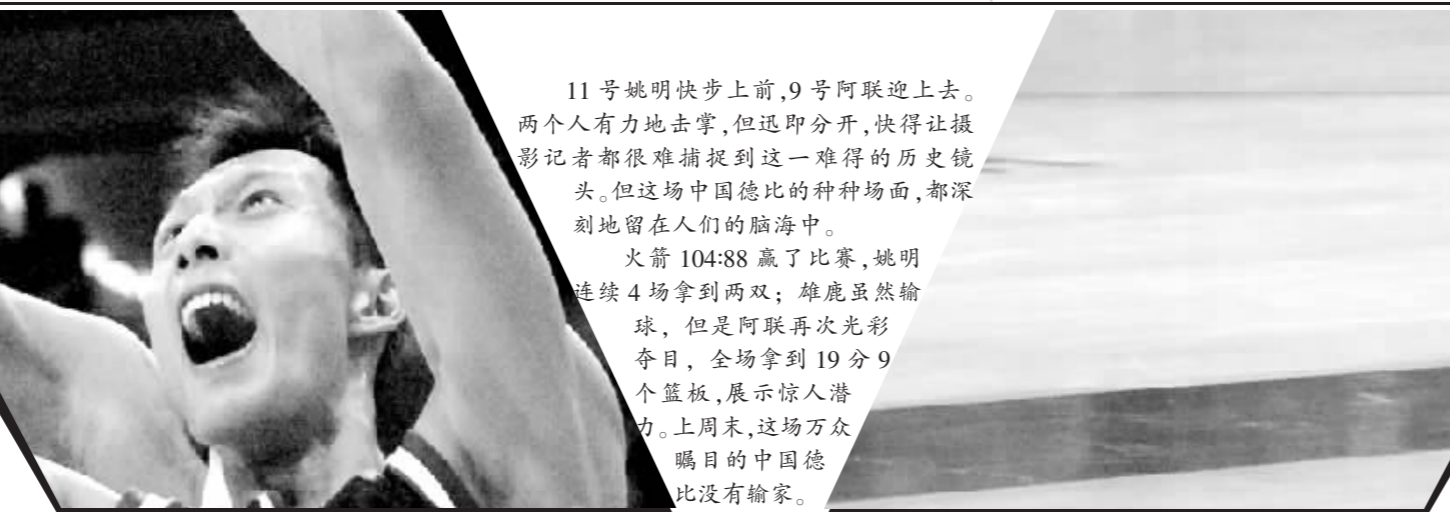 11 号姚明快步上前,9 号阿联迎上去。
两个人有力地击掌,但迅即分开,快得让摄
影记者都很难捕捉到这一难得的历史镜
头。但这场中国德比的种种场面,都深
刻地留在人们的脑海中。
火箭 104:88 赢了比赛,姚明
连续 4 场拿到两双；雄鹿虽然输
球，但是阿联再次光彩
夺目，全场拿到 19 分 9
个篮板,展示惊人潜
力。上周末,这场万众
瞩目的中国德
比没有输家。